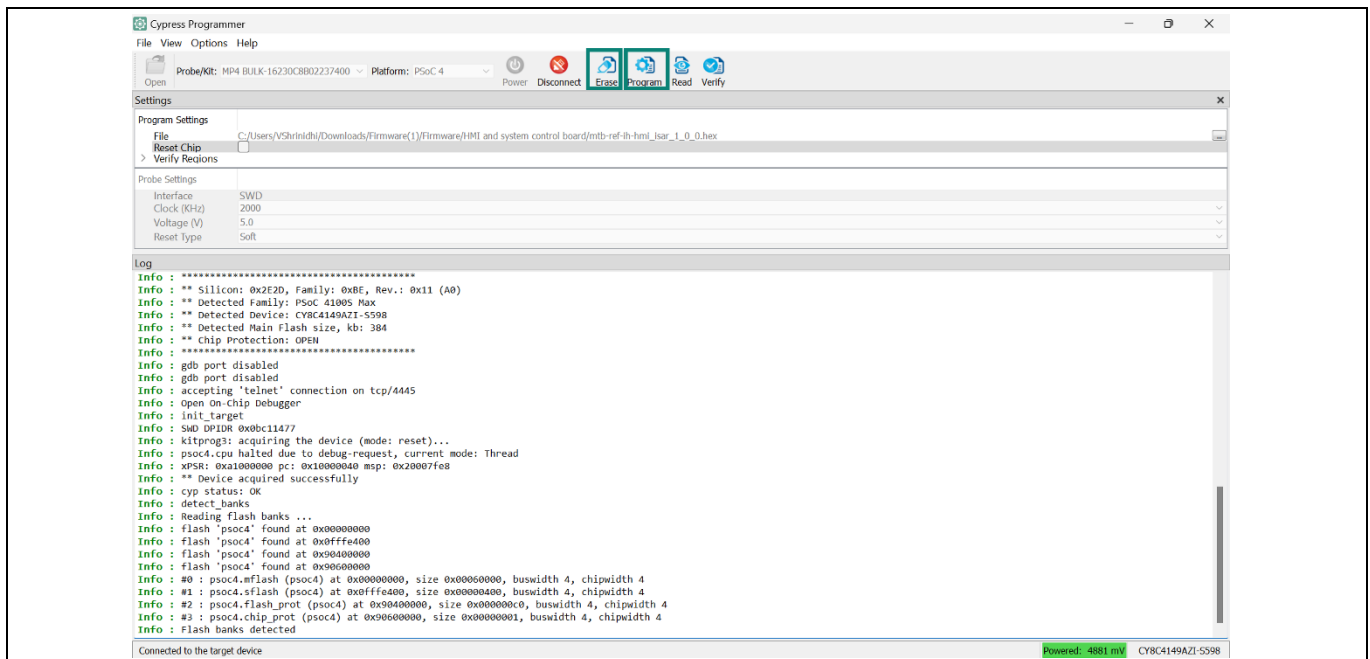 Cypress Programmer
File View Options Help
Open Probe/Kit: MP4 BULK-16230C8B02237400 Platform: PSoC 4 Power Disconnect Erase Program Read Verify
Settings
Program Settings
File C:/Users/VShrinidhi/Downloads/Firmware(1)/Firmware/HMI and system control board/mtb-ref-ih-hmi_isar_1_0_0.hex ...
Reset Chip
> Verify Regions
Probe Settings
Interface SWD
Clock (KHz) 2000
Voltage (V) 5.0
Reset Type Soft
Log
Info : *****************************************
Info : ** Silicon: 0x2E2D, Family: 0xBE, Rev.: 0x11 (A0)
Info : ** Detected Family: PSoC 4100S Max
Info : ** Detected Device: CY8C4149AZI-S598
Info : ** Detected Main Flash size, kb: 384
Info : ** Chip Protection: OPEN
Info : *****************************************
Info : gdb port disabled
Info : gdb port disabled
Info : accepting 'telnet' connection on tcp/4445
Info : Open On-Chip Debugger
Info : init_target
Info : SWD DPIDR 0x0bc11477
Info : kitprog3: acquiring the device (mode: reset)...
Info : psoc4.cpu halted due to debug-request, current mode: Thread
Info : xPSR: 0xa1000000 pc: 0x10000040 msp: 0x20007fe8
Info : ** Device acquired successfully
Info : cyp status: OK
Info : detect_banks
Info : Reading flash banks ...
Info : flash 'psoc4' found at 0x00000000
Info : flash 'psoc4' found at 0x0fffe400
Info : flash 'psoc4' found at 0x90400000
Info : flash 'psoc4' found at 0x90600000
Info : #0 : psoc4.mflash (psoc4) at 0x00000000, size 0x00060000, buswidth 4, chipwidth 4
Info : #1 : psoc4.sflash (psoc4) at 0x0fffe400, size 0x00000400, buswidth 4, chipwidth 4
Info : #2 : psoc4.flash_prot (psoc4) at 0x90400000, size 0x000000c0, buswidth 4, chipwidth 4
Info : #3 : psoc4.chip_prot (psoc4) at 0x90600000, size 0x00000001, buswidth 4, chipwidth 4
Info : Flash banks detected
Connected to the target device Powered: 4881 mV CY8C4149AZI-S598